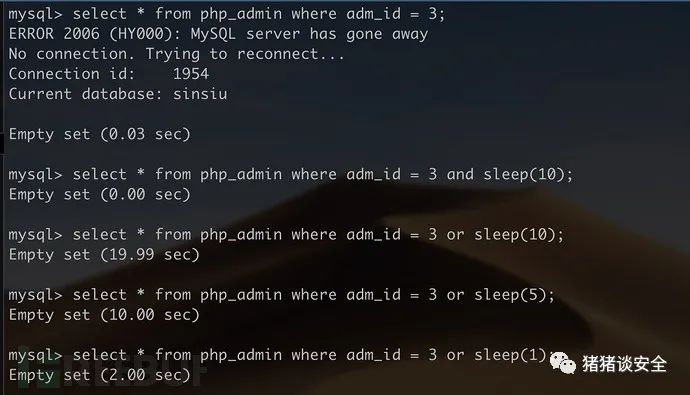 mysql> select * from php_admin where adm_id = 3;
ERROR 2006 (HY000): MySQL server has gone away
No connection. Trying to reconnect...
Connection id:    1954
Current database: sinsiu
Empty set (0.03 sec)
mysql> select * from php_admin where adm_id = 3 and sleep(10);
Empty set (0.00 sec)
mysql> select * from php_admin where adm_id = 3 or sleep(10);
Empty set (19.99 sec)
mysql> select * from php_admin where adm_id = 3 or sleep(5);
Empty set (10.00 sec)
mysql> select * from php_admin where adm_id = 3 or sleep(1);
猪猪谈安全
Empty set (2.00 sec)